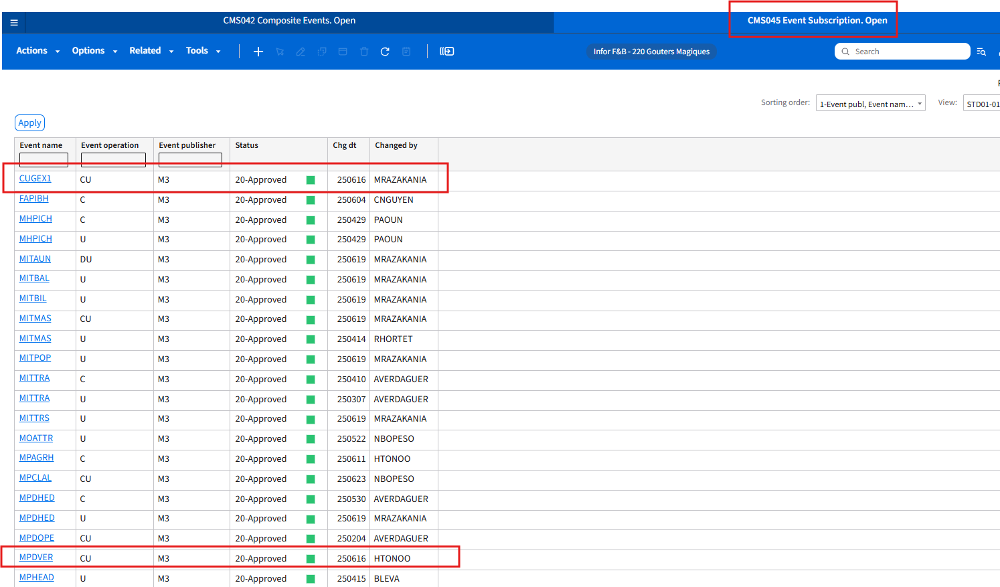 CMS042 Composite Events. Open
CMS045 Event Subscription. Open
Actions Options Related Tools Infor F&B - 220 Gouters Magiques Search
Sorting order: 1-Event publ, Event nam... View: STD01-01
Apply
Event name Event operation Event publisher Status Chg dt Changed by
CUGEX1 CU M3 20-Approved 250616 MRAZAKANIA
FAPIBH C M3 20-Approved 250604 CNGUYEN
MHPICH C M3 20-Approved 250429 PAOUN
MHPICH U M3 20-Approved 250429 PAOUN
MITAUN DU M3 20-Approved 250619 MRAZAKANIA
MITBAL U M3 20-Approved 250619 MRAZAKANIA
MITBIL U M3 20-Approved 250619 MRAZAKANIA
MITMAS CU M3 20-Approved 250619 MRAZAKANIA
MITMAS U M3 20-Approved 250414 RHORTET
MITPOP U M3 20-Approved 250619 MRAZAKANIA
MITTRA C M3 20-Approved 250410 AVERDAGUER
MITTRA U M3 20-Approved 250307 AVERDAGUER
MITTRS U M3 20-Approved 250619 MRAZAKANIA
MOATTR U M3 20-Approved 250522 NBOPESO
MPAGRH C M3 20-Approved 250611 HTONOO
MPCLAL CU M3 20-Approved 250623 NBOPESO
MPDHED C M3 20-Approved 250530 AVERDAGUER
MPDHED U M3 20-Approved 250619 MRAZAKANIA
MPDOPE CU M3 20-Approved 250204 AVERDAGUER
MPDVER CU M3 20-Approved 250616 HTONOO
MPHEAD U M3 20-Approved 250415 BLEVA